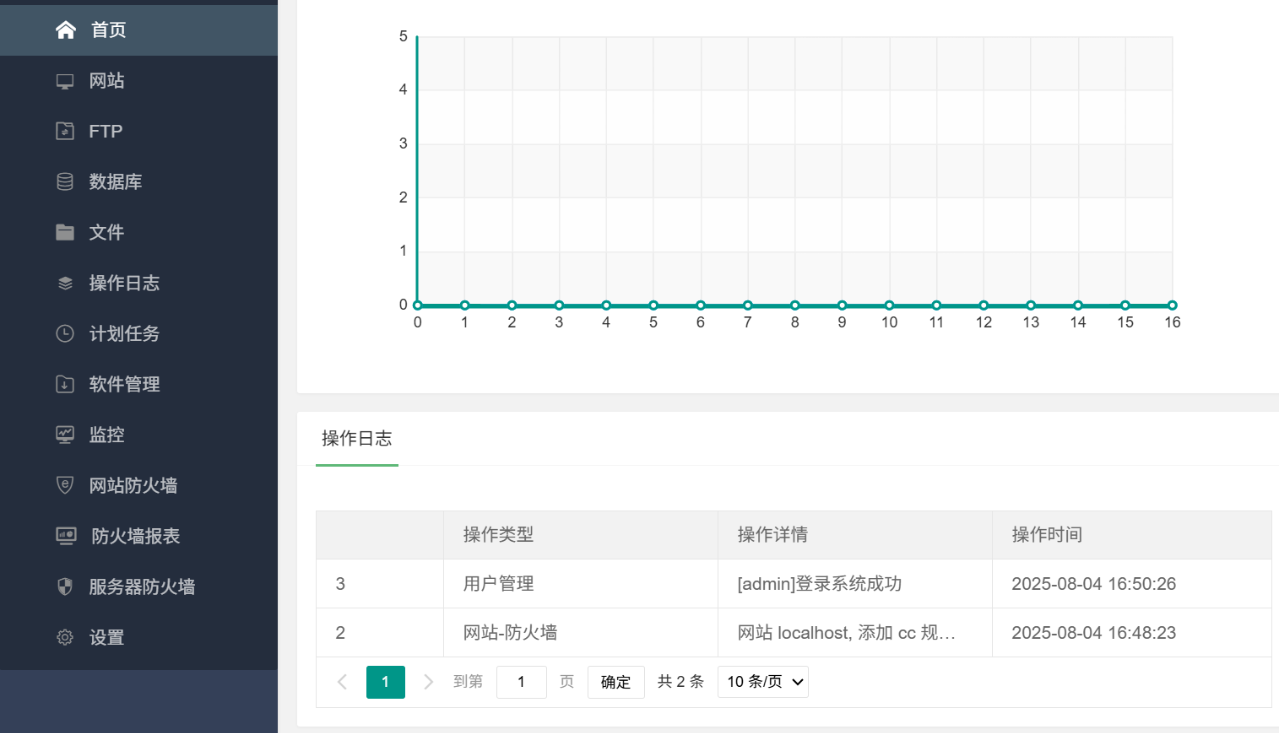 首页
网站
FTP
数据库
文件
操作日志
计划任务
软件管理
监控
网站防火墙
防火墙报表
服务器防火墙
设置
5
4
3
2
1
0
0 1 2 3 4 5 6 7 8 9 10 11 12 13 14 15 16
操作日志
操作类型 操作详情 操作时间
3 用户管理 [admin]登录系统成功 2025-08-04 16:50:26
2 网站-防火墙 网站 localhost, 添加 cc 规… 2025-08-04 16:48:23
1 到第 1 页 确定 共 2 条 10 条/页